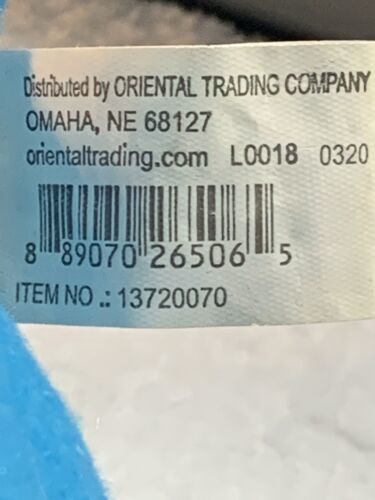 Distributed by ORIENTAL TRADING COMPANY
OMAHA, NE 68127
orientaltrading.com L0018 0320
8 89070 26506 5
ITEM NO .: 13720070